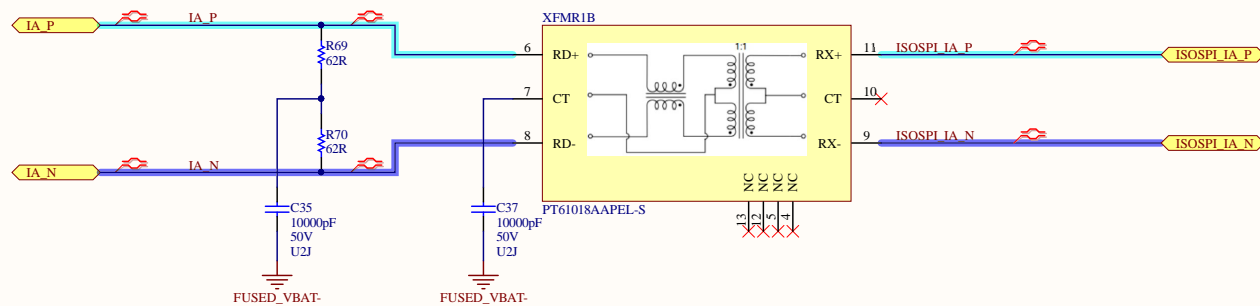 XFMR1B
IA_P
IA_P
R69
62R
6
RD+
1:1
RX+
11
ISOSPI_IA_P
ISOSPI_IA_P
7
CT
CT
10
R70
62R
8
RD-
RX-
9
ISOSPI_IA_N
ISOSPI_IA_N
IA_N
IA_N
NC
NC
NC
NC
13
12
5
4
PT61018AAPEL-S
C35
10000pF
50V
U2J
C37
10000pF
50V
U2J
FUSED_VBAT-
FUSED_VBAT-